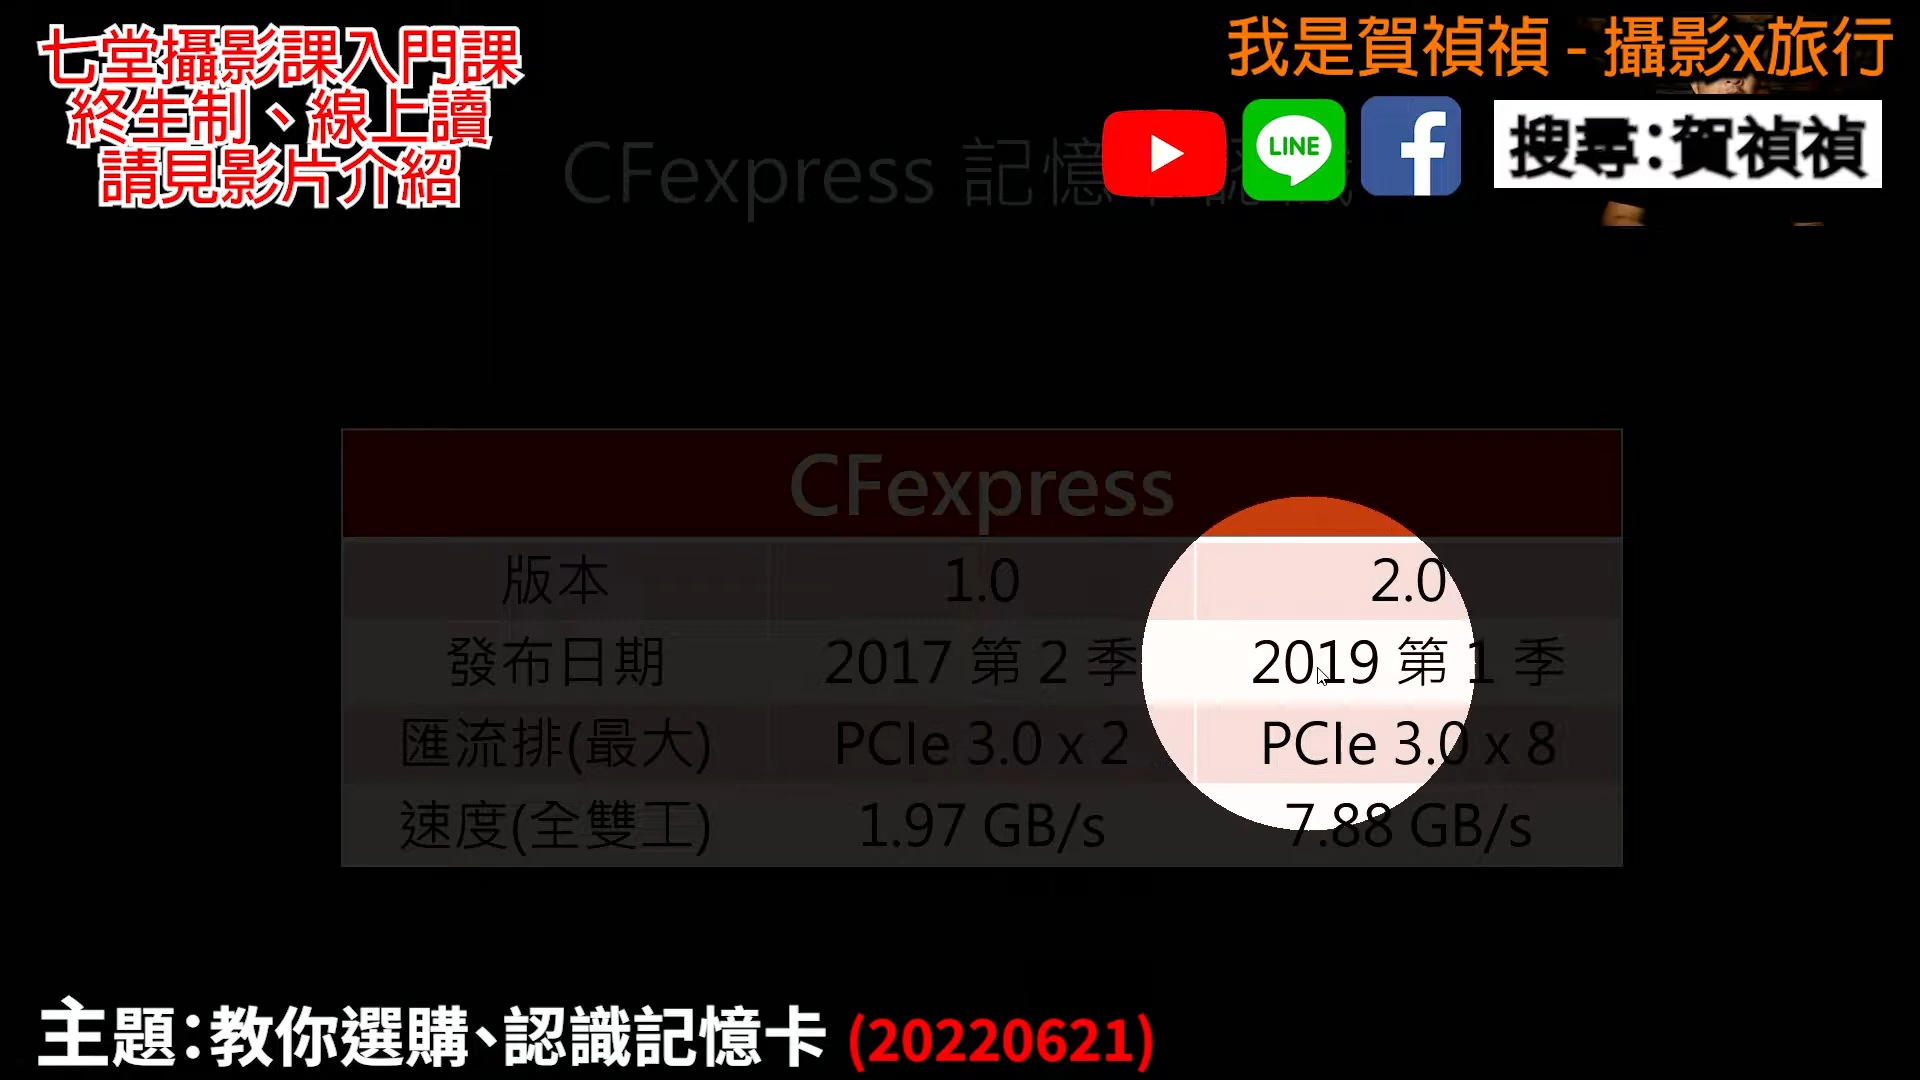 七堂攝影課入門課
終生制、線上讀
請見影片介紹
我是賀禎禎 - 攝影x旅行
LINE
搜尋：賀禎禎
CFexpress 記憶卡認識
CFexpress
版本 1.0 2.0
發布日期 2017 第 2 季 2019 第 1 季
匯流排(最大) PCIe 3.0 x 2 PCIe 3.0 x 8
速度(全雙工) 1.97 GB/s 7.88 GB/s
主題：教你選購、認識記憶卡 (20220621)